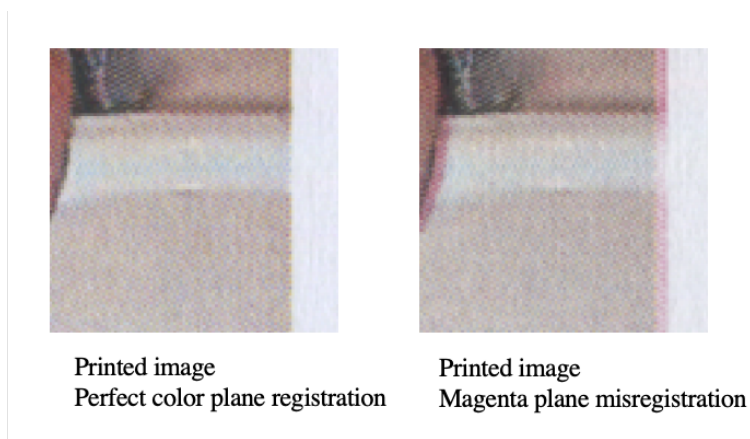 Printed image
Perfect color plane registration
Printed image
Magenta plane misregistration